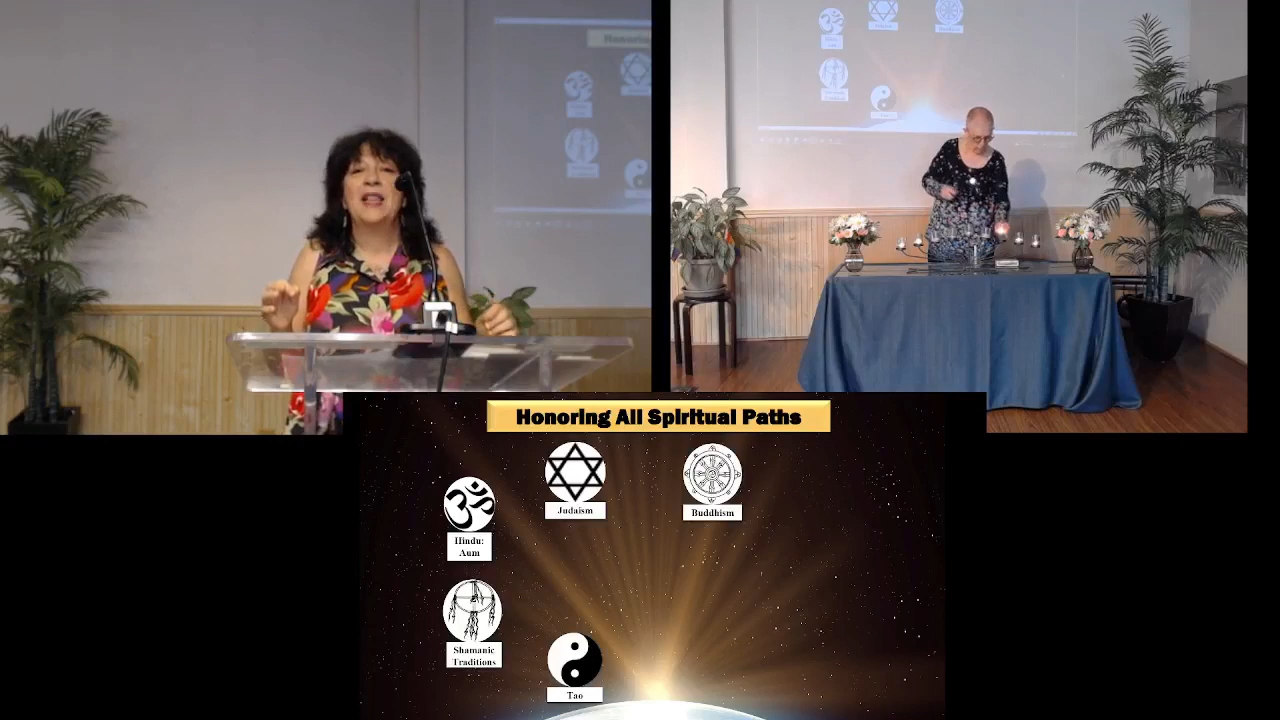 Honoring All Spiritual Paths
Judaism
Buddhism
Hindu:
Aum
Shamanic
Traditions
Tao